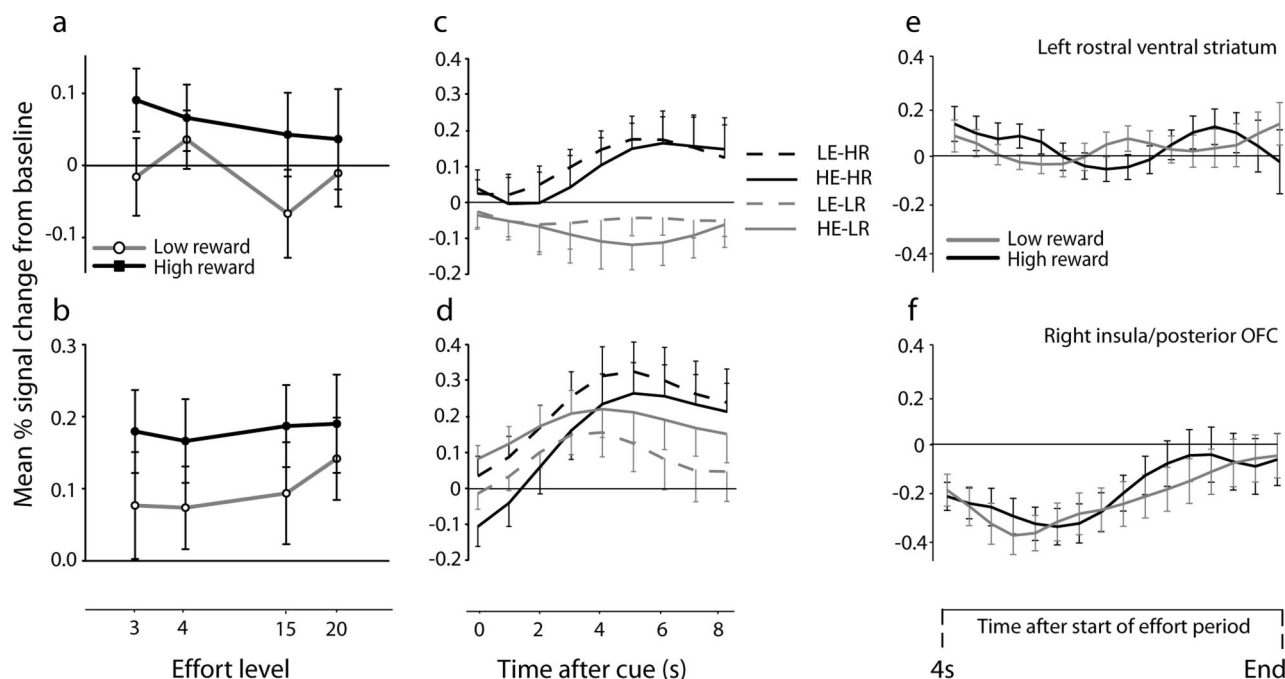 a
0.1
0
-0.1
Low reward
High reward
b
0.3
0.2
0.1
0.0
3
4
15
20
Effort level
Mean % signal change from baseline
c
0.4
0.3
0.2
0.1
0
-0.1
-0.2
LE-HR
HE-HR
LE-LR
HE-LR
d
0.4
0.3
0.2
0.1
0
-0.1
-0.2
0
2
4
6
8
Time after cue (s)
e
Left rostral ventral striatum
0.4
0.2
0
-0.2
-0.4
Low reward
High reward
f
Right insula/posterior OFC
0.4
0.2
0
-0.2
-0.4
Time after start of effort period
4s
End